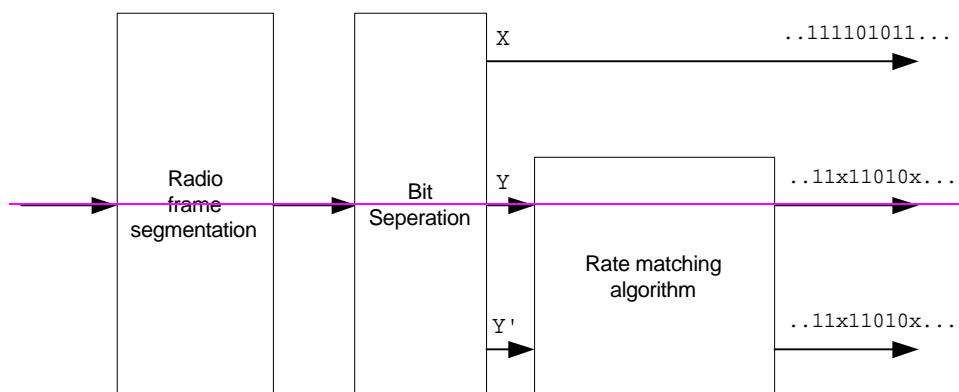 X
..111101011...
Radio
frame
segmentation
Bit
Seperation
Y
..11x11010x...
Rate matching
algorithm
Y'
..11x11010x...